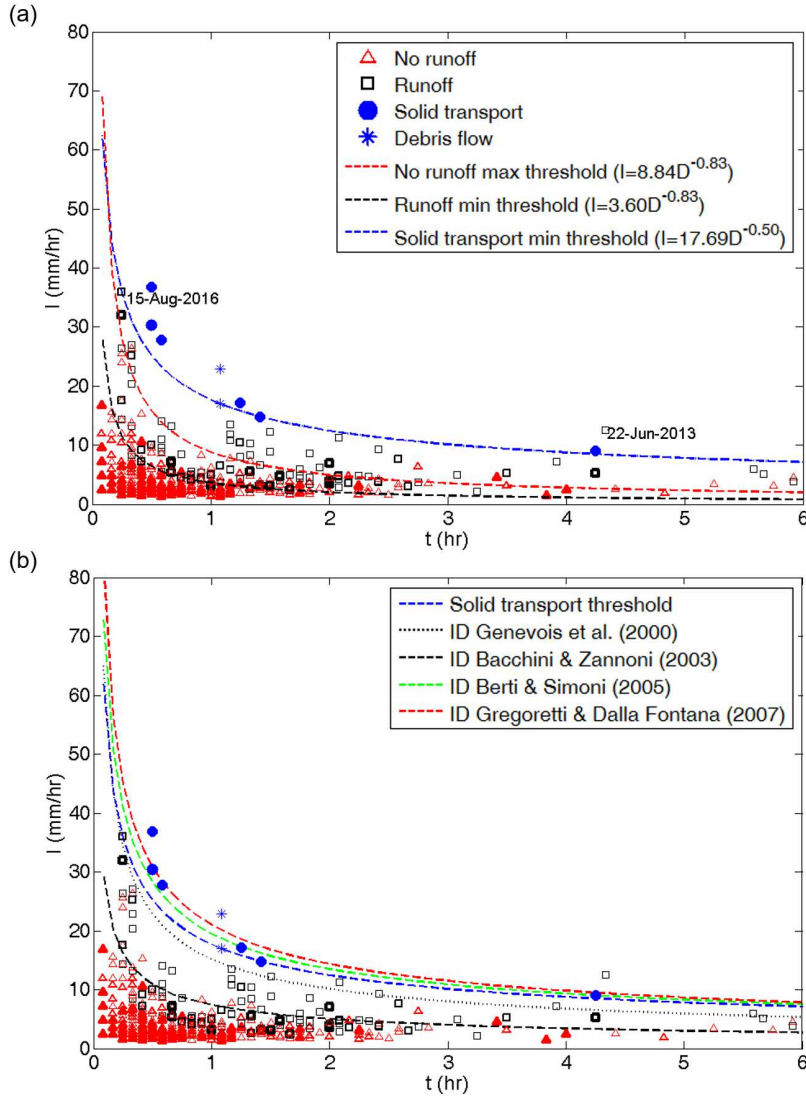 (a)
80
70
60
50
40
30
20
10
0
I (mm/hr)
No runoff
Runoff
Solid transport
Debris flow
No runoff max threshold (I=8.84D^-0.83)
Runoff min threshold (I=3.60D^-0.83)
Solid transport min threshold (I=17.69D^-0.50)
15-Aug-2016
22-Jun-2013
0 1 2 3 4 5 6
t (hr)
(b)
80
70
60
50
40
30
20
10
0
I (mm/hr)
Solid transport threshold
ID Genevois et al. (2000)
ID Bacchini & Zannoni (2003)
ID Berti & Simoni (2005)
ID Gregoretti & Dalla Fontana (2007)
0 1 2 3 4 5 6
t (hr)